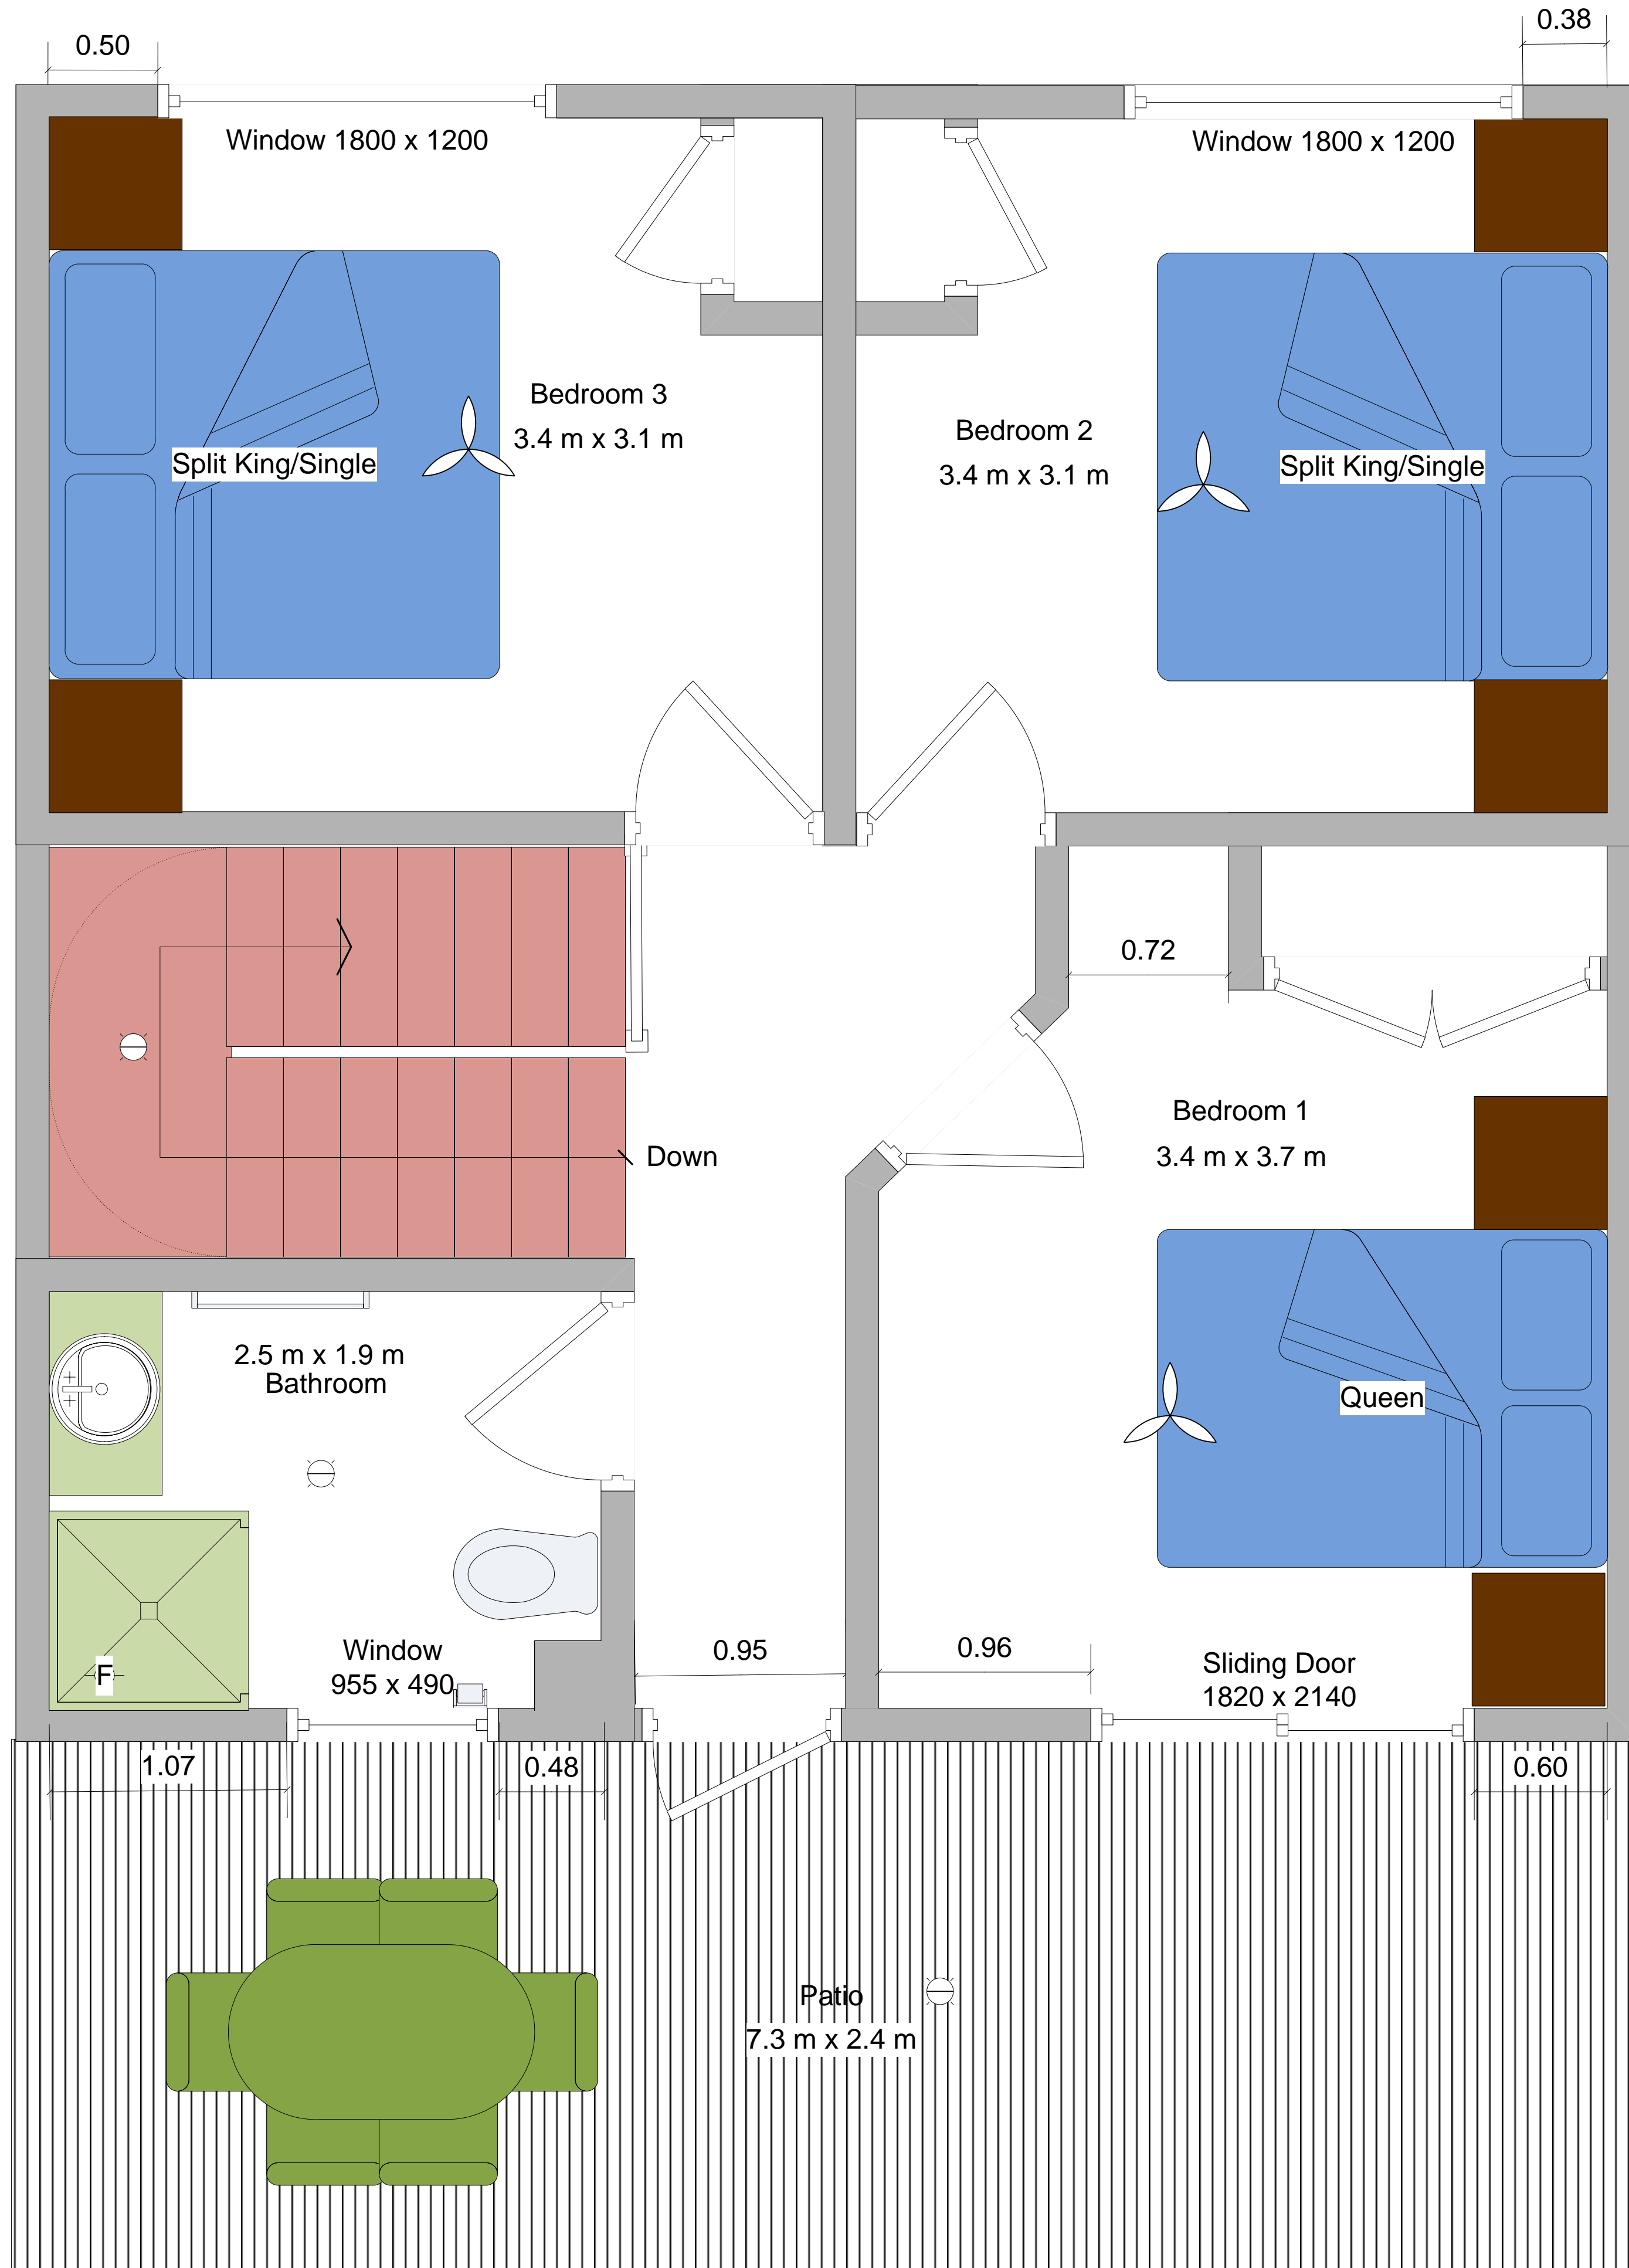 0.50
0.38
Window 1800 x 1200
Window 1800 x 1200
Bedroom 3
3.4 m x 3.1 m
Bedroom 2
3.4 m x 3.1 m
Split King/Single
Split King/Single
0.72
Bedroom 1
3.4 m x 3.7 m
Down
2.5 m x 1.9 m
Bathroom
Queen
F
Window
955 x 490
0.95
0.96
Sliding Door
1820 x 2140
1.07
0.48
0.60
Patio
7.3 m x 2.4 m